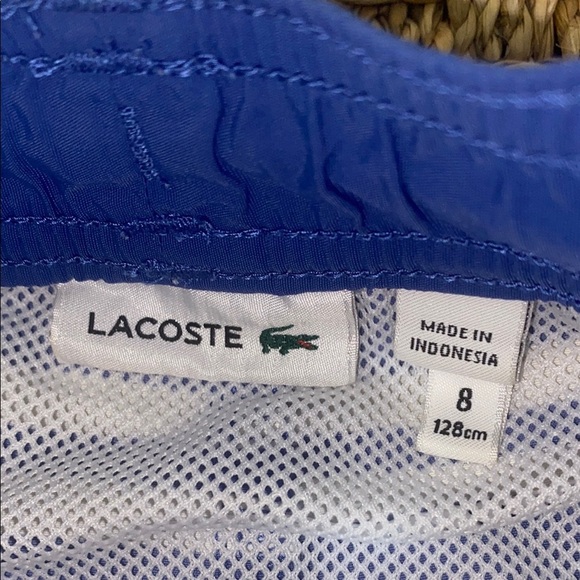 LACOSTE
MADE IN
INDONESIA
8
128cm